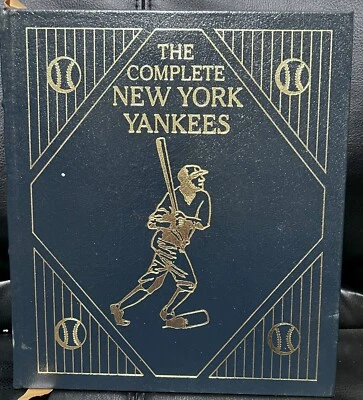 THE
COMPLETE
NEW YORK
YANKEES